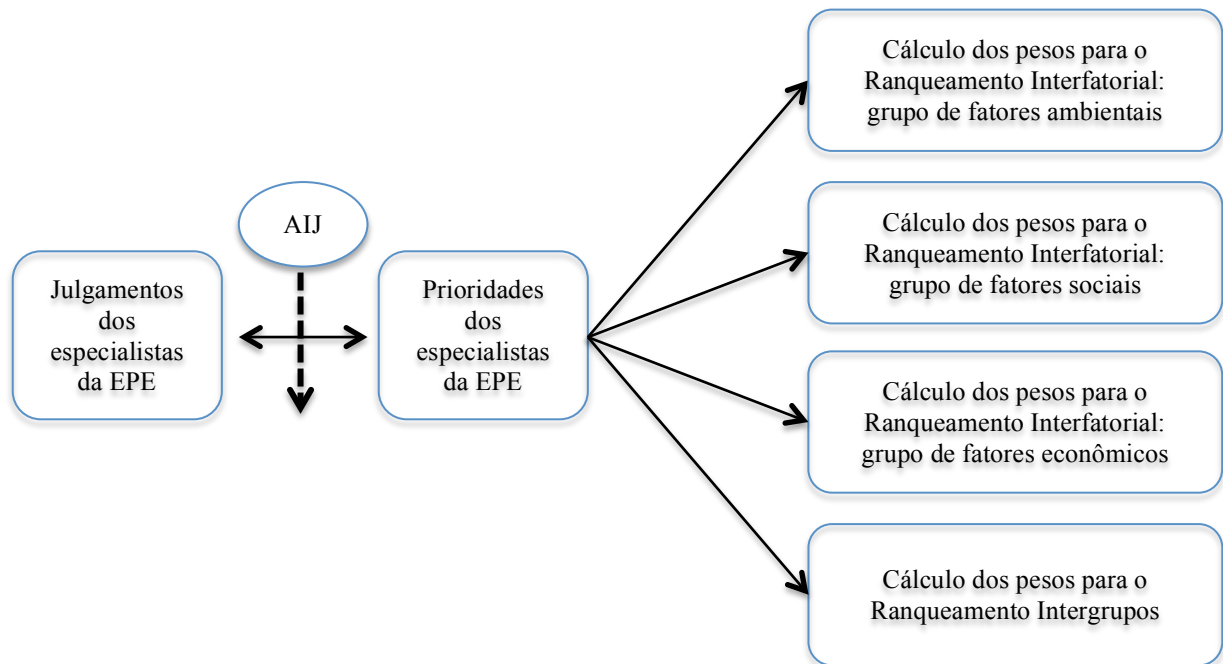 AIJ
Julgamentos
dos
especialistas
da EPE
Prioridades
dos
especialistas
da EPE
Cálculo dos pesos para o
Ranqueamento Interfatorial:
grupo de fatores ambientais
Cálculo dos pesos para o
Ranqueamento Interfatorial:
grupo de fatores sociais
Cálculo dos pesos para o
Ranqueamento Interfatorial:
grupo de fatores econômicos
Cálculo dos pesos para o
Ranqueamento Intergrupos